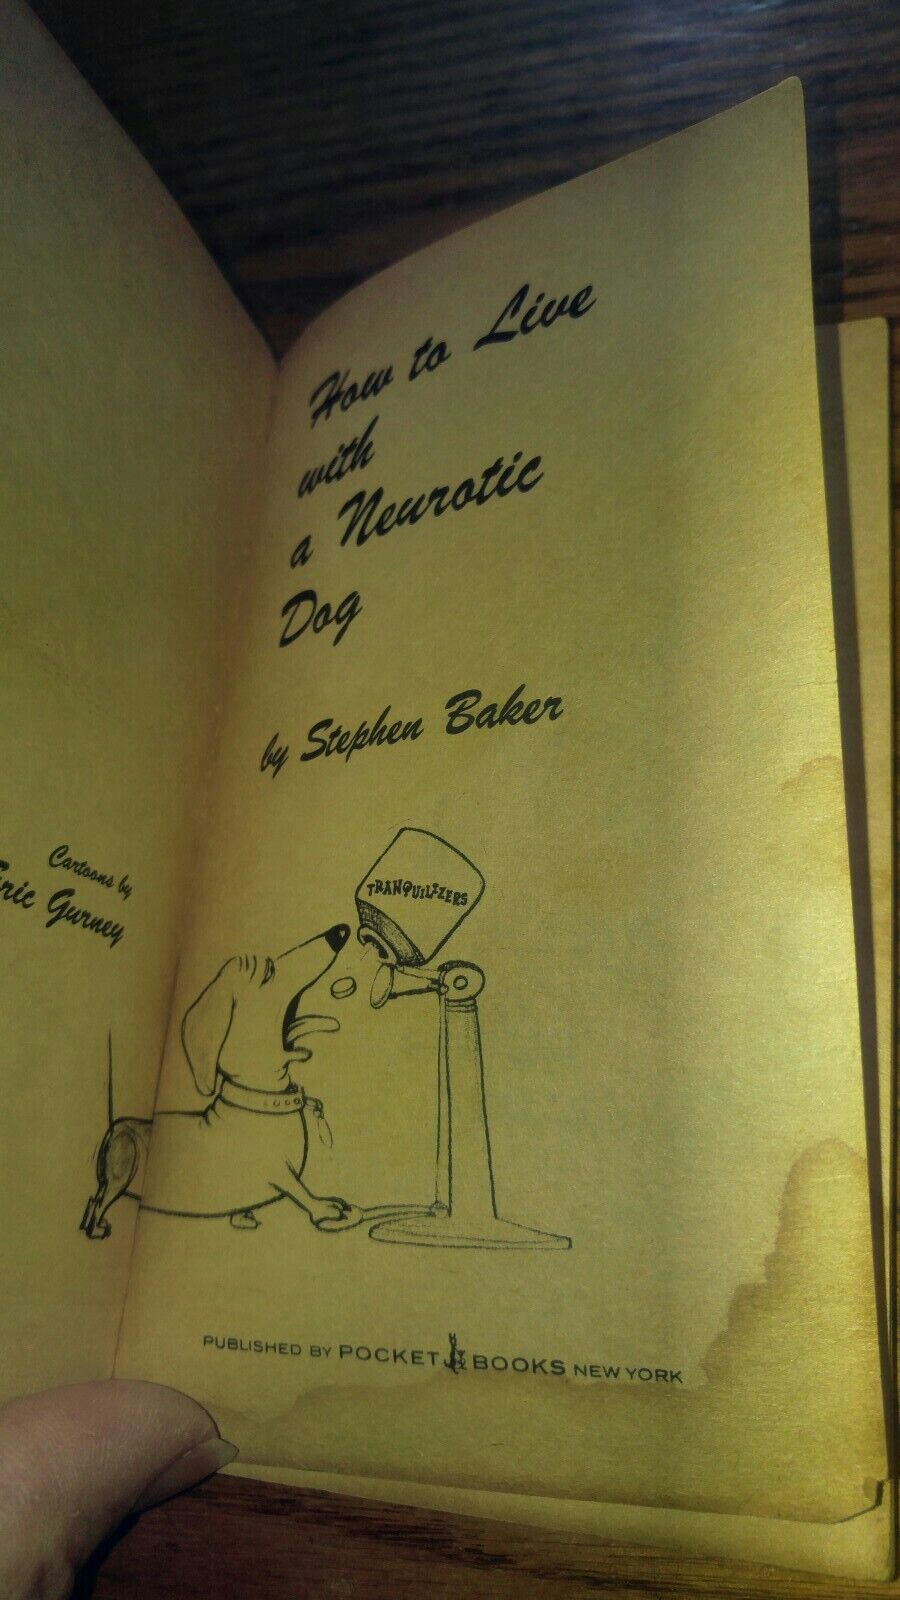 Cartoons by
Eric Gurney
How to Live
with
a Neurotic
Dog
by Stephen Baker
TRANQUILIZERS
PUBLISHED BY POCKET BOOKS NEW YORK